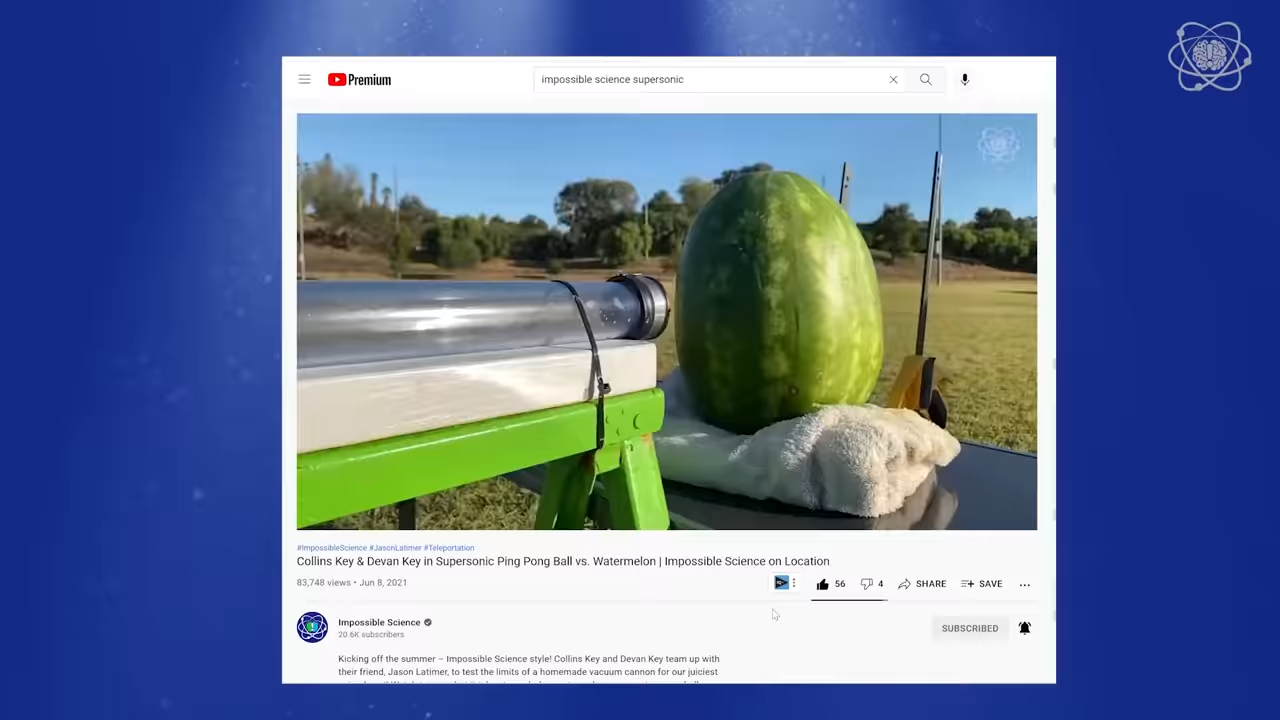 Premium
impossible science supersonic
#ImpossibleScience #JasonLatimer #Teleportation
Collins Key & Devan Key in Supersonic Ping Pong Ball vs. Watermelon | Impossible Science on Location
83,748 views • Jun 8, 2021
56
4
SHARE
SAVE
Impossible Science
20.6K subscribers
SUBSCRIBED
Kicking off the summer – Impossible Science style! Collins Key and Devan Key team up with
their friend, Jason Latimer, to test the limits of a homemade vacuum cannon for our juiciest